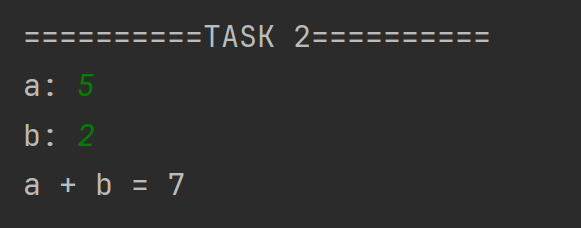 ==========TASK 2==========
a: 5
b: 2
a + b = 7